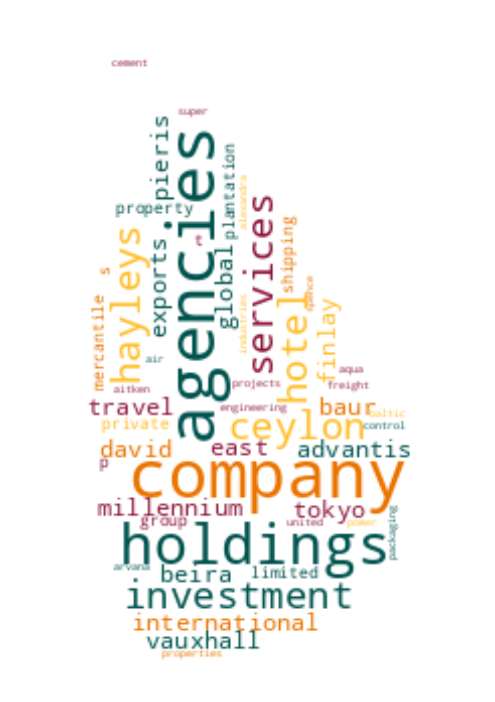 cement
super
pieris
agencies
plantation
property
alexandra
services
rt
shipping
hayleys
exports
global
s
mercantile
hotel
spence
industries
finlay
air
aitken
projects
aqua
freight
travel
engineering
baur
baltic
private
ceylon
control
david
east
advantis
p
company
millennium
tokyo
group
united
power
packaging
holdings
arvana
beira
limited
investment
international
vauxhall
properties